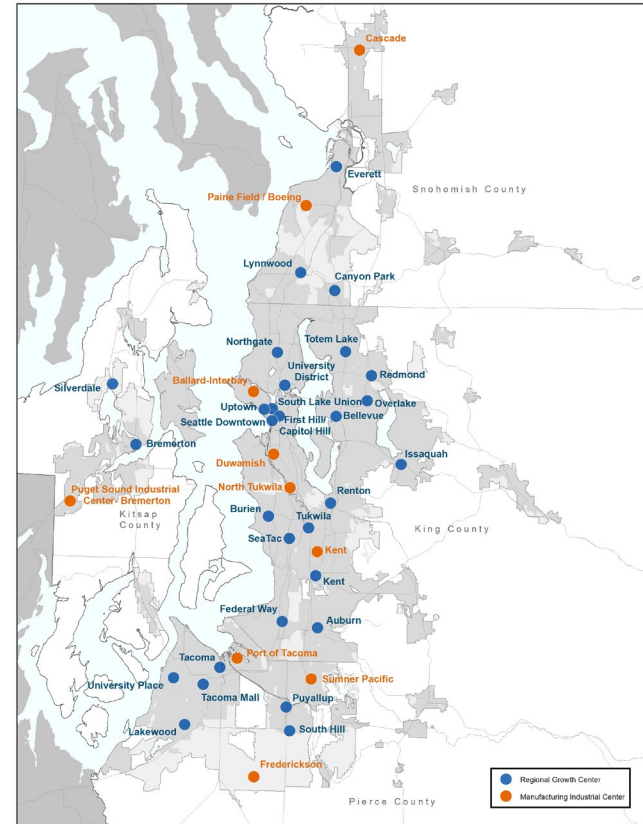 Cascade
Everett
Snohomish County
Paine Field / Boeing
Lynnwood
Canyon Park
Northgate
Totem Lake
University
District
Redmond
Silverdale
Ballard-Interbay
South Lake Union
Overlake
Uptown
Seattle Downtown
First Hill/
Capitol Hill
Bellevue
Bremerton
Duwamish
Issaquah
Puget Sound Industrial
Center- Bremerton
North Tukwila
Kitsap
County
Renton
Burien
Tukwila
King County
SeaTac
Kent
Kent
Federal Way
Auburn
Tacoma
Port of Tacoma
University Place
Tacoma Mall
Sumner Pacific
Puyallup
Lakewood
South Hill
Frederickson
Pierce County
Regional Growth Center
Manufacturing Industrial Center